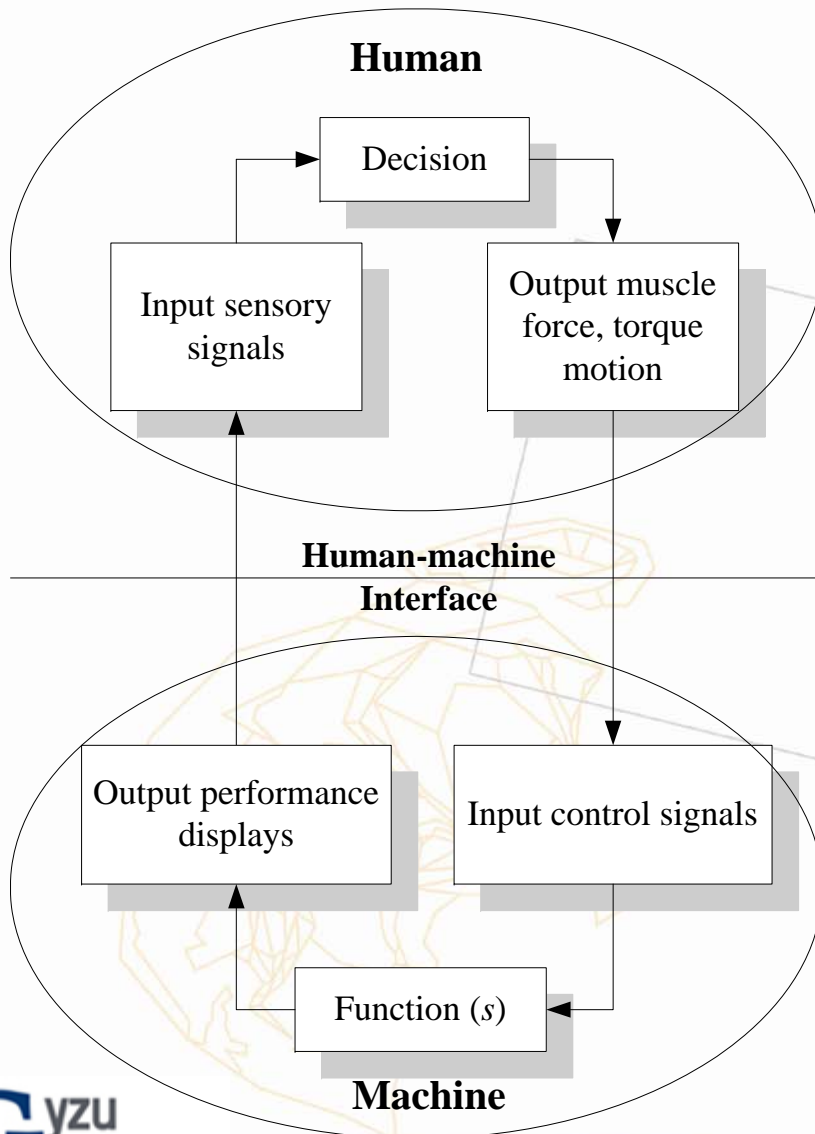 Human
Decision
Input sensory
signals
Output muscle
force, torque
motion
Human-machine
Interface
Output performance
displays
Input control signals
Function (s)
Machine
yzu